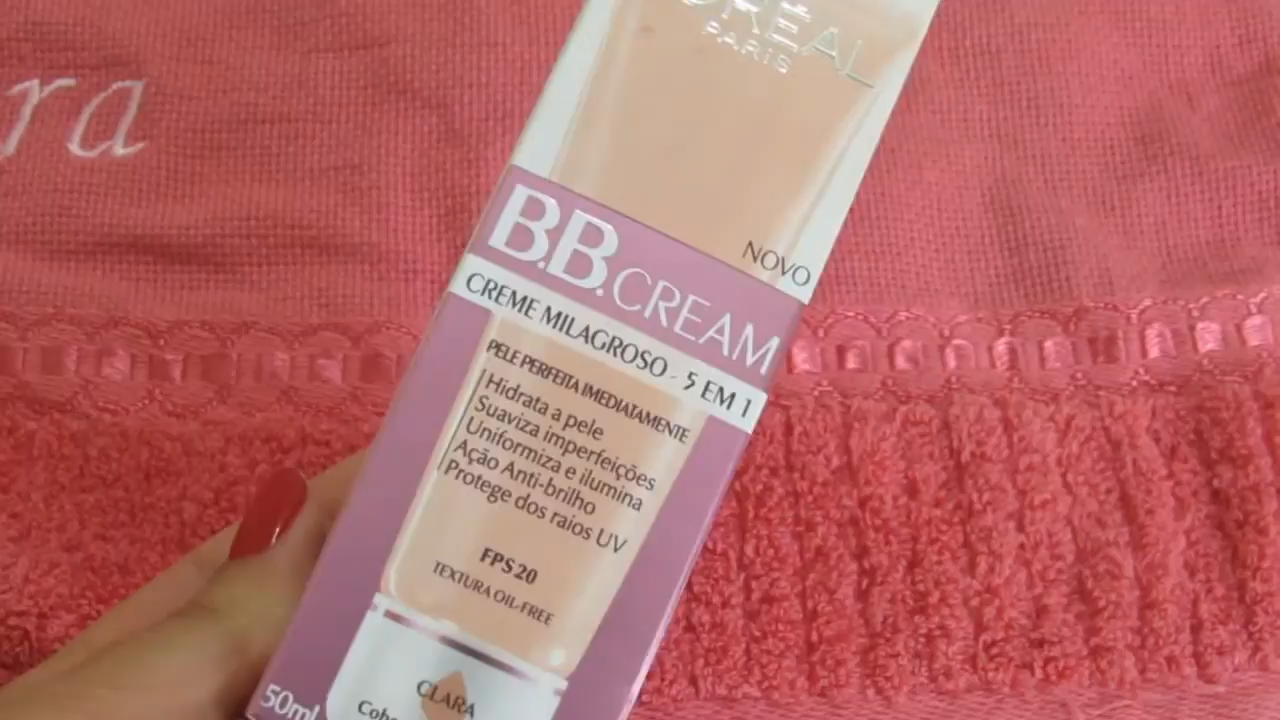 ra
ORÉAL
PARIS
NOVO
B.B.CREAM
CREME MILAGROSO - 5 EM 1
PELE PERFEITA IMEDIATAMENTE
Hidrata a pele
Suaviza imperfeições
Uniformiza e ilumina
Ação Anti-brilho
Protege dos raios UV
FPS 20
TEXTURA OIL-FREE
CLARA
50ml